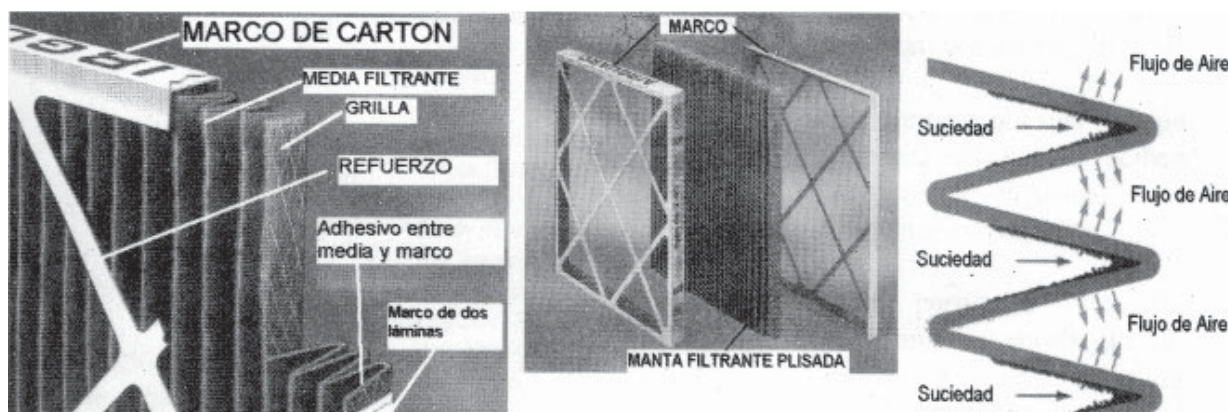 MARCO DE CARTON
MEDIA FILTRANTE
GRILLA
REFUERZO
Adhesivo entre
media y marco
Marco de dos
láminas
MARCO
MANTA FILTRANTE PLISADA
Flujo de Aire
Suciedad
Flujo de Aire
Suciedad
Flujo de Aire
Suciedad